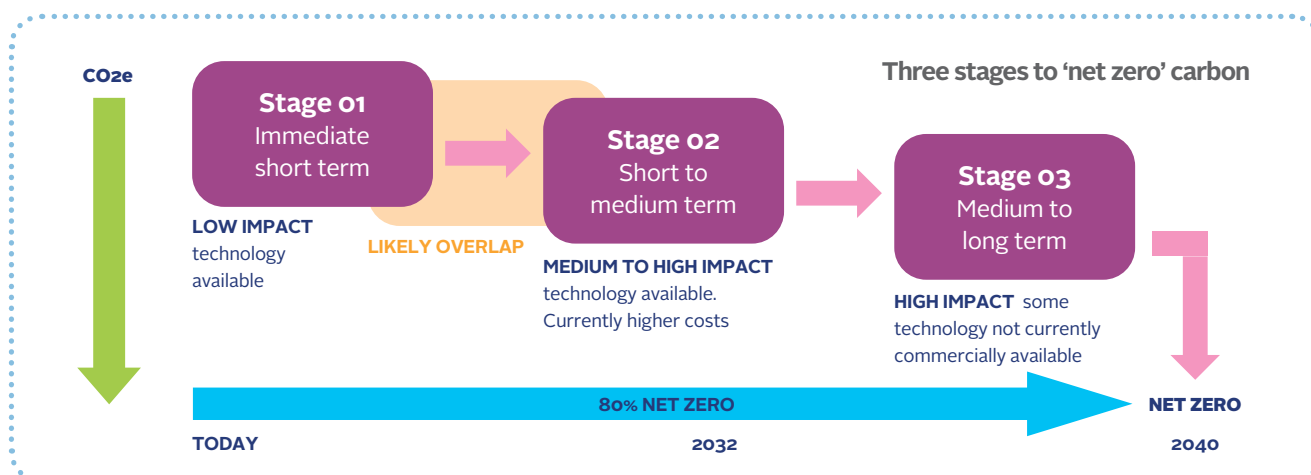 CO2e
Three stages to ‘net zero’ carbon
Stage 01
Immediate
short term
LOW IMPACT
technology
available
LIKELY OVERLAP
Stage 02
Short to
medium term
MEDIUM TO HIGH IMPACT
technology available.
Currently higher costs
Stage 03
Medium to
long term
HIGH IMPACT some
technology not currently
commercially available
80% NET ZERO
NET ZERO
TODAY
2032
2040